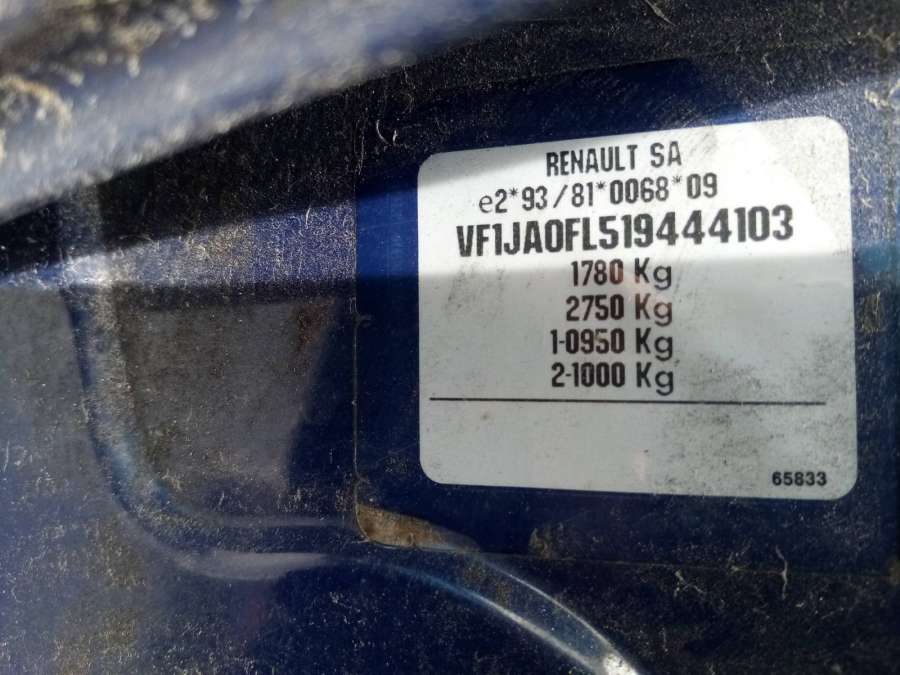 RENAULT SA
e2*93/81*0068*09
VF1JA0FL519444103
1780 Kg
2750 Kg
1-0950 Kg
2-1000 Kg
65833